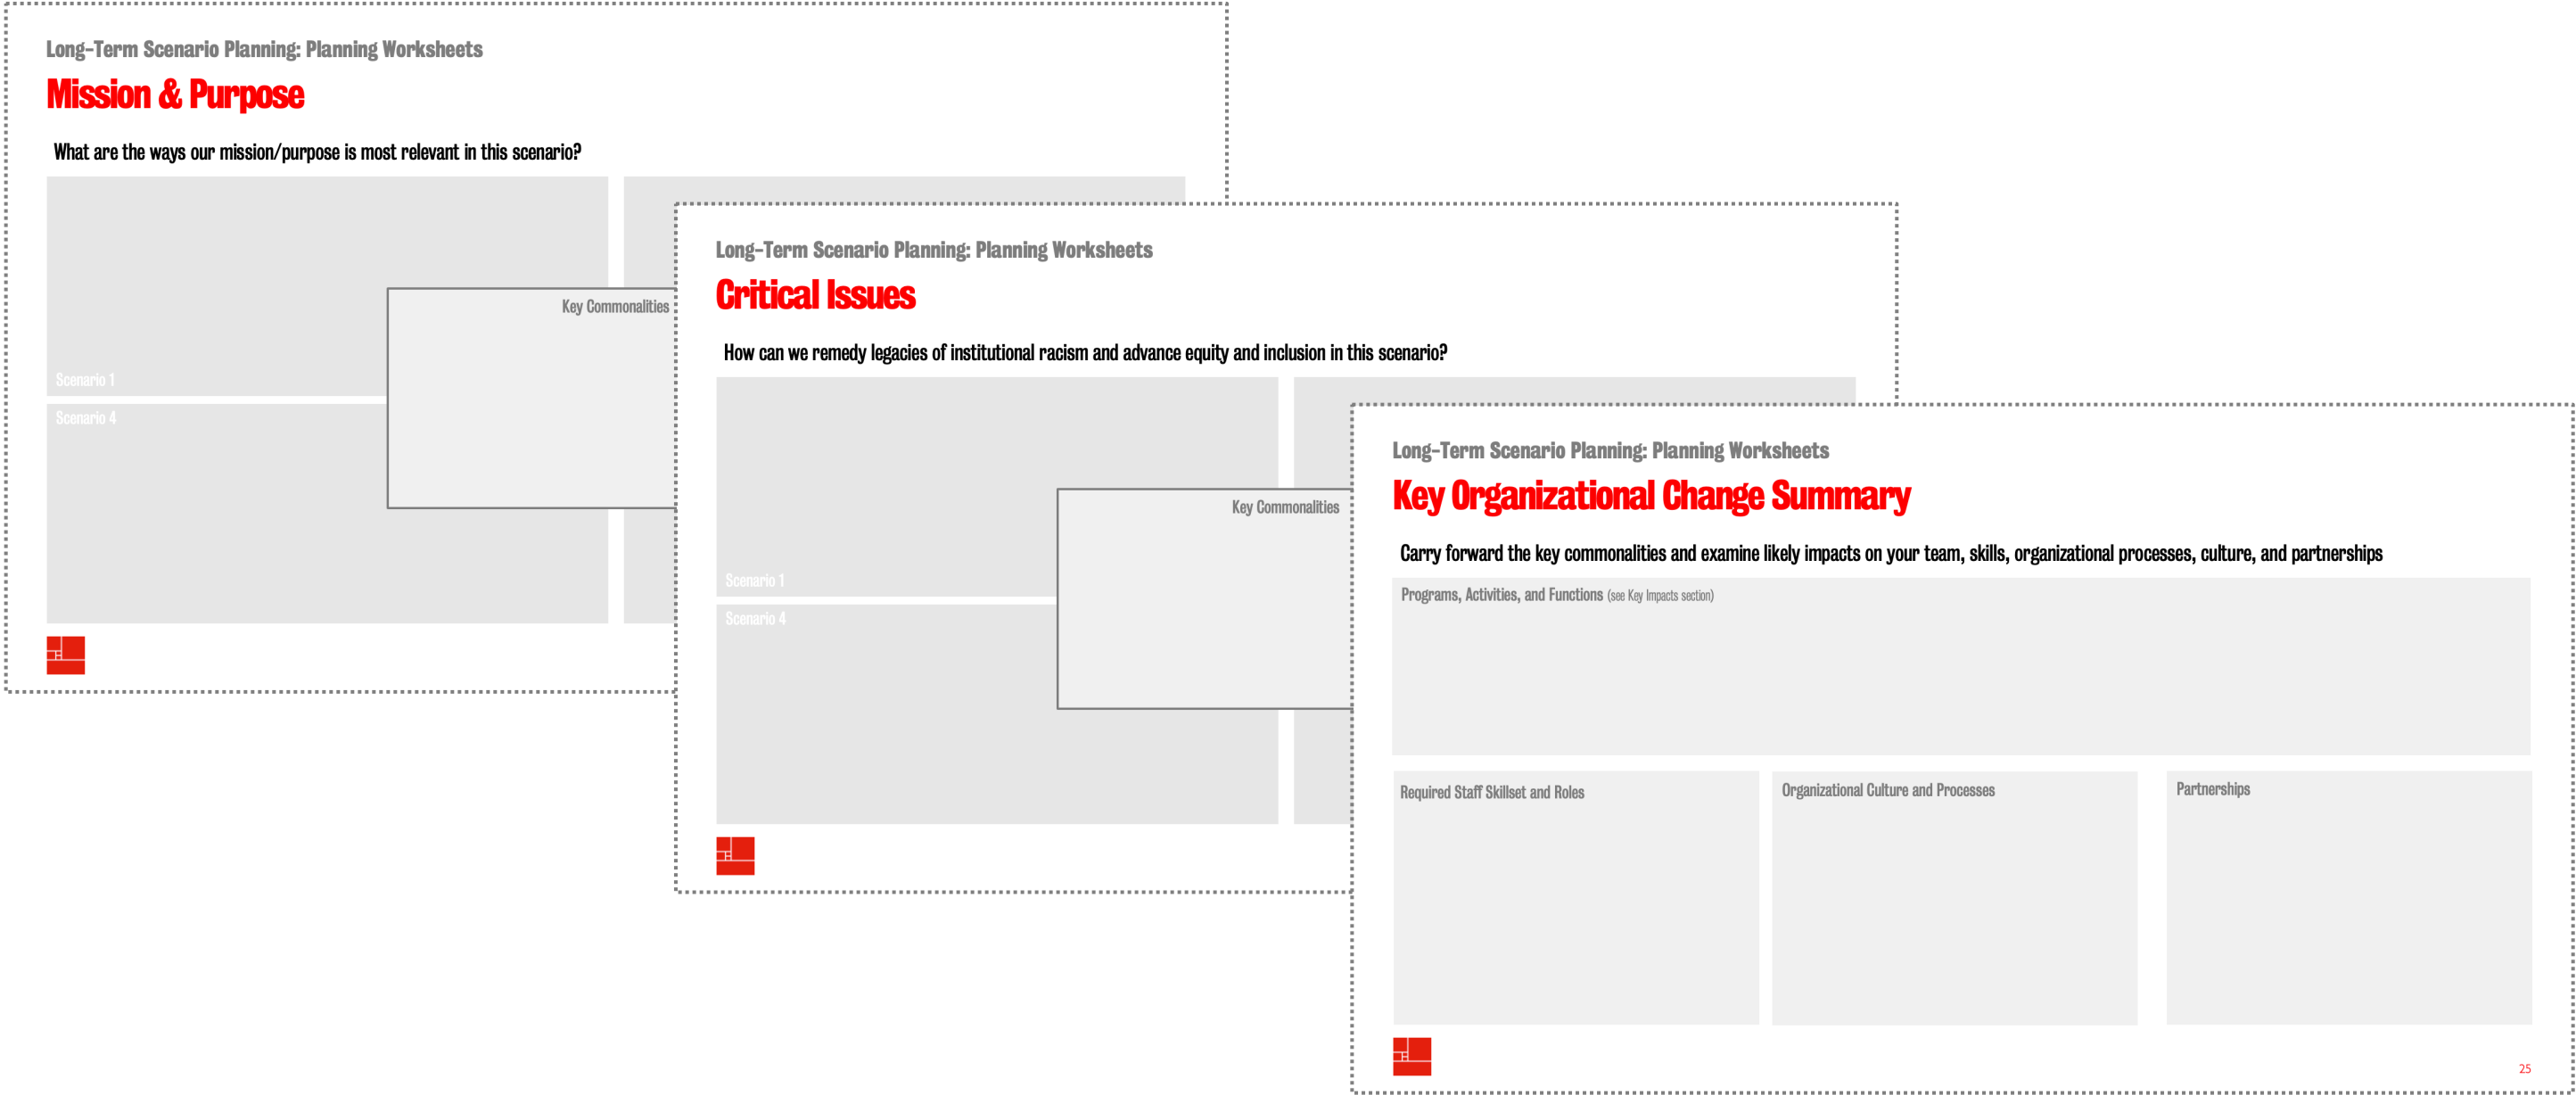 Long-Term Scenario Planning: Planning Worksheets
Mission & Purpose
What are the ways our mission/purpose is most relevant in this scenario?
Key Commonalities
Scenario 1
Scenario 4
Long-Term Scenario Planning: Planning Worksheets
Critical Issues
How can we remedy legacies of institutional racism and advance equity and inclusion in this scenario?
Key Commonalities
Scenario 1
Scenario 4
Long-Term Scenario Planning: Planning Worksheets
Key Organizational Change Summary
Carry forward the key commonalities and examine likely impacts on your team, skills, organizational processes, culture, and partnerships
Programs, Activities, and Functions (see Key Impacts section)
Required Staff Skillset and Roles
Organizational Culture and Processes
Partnerships
25